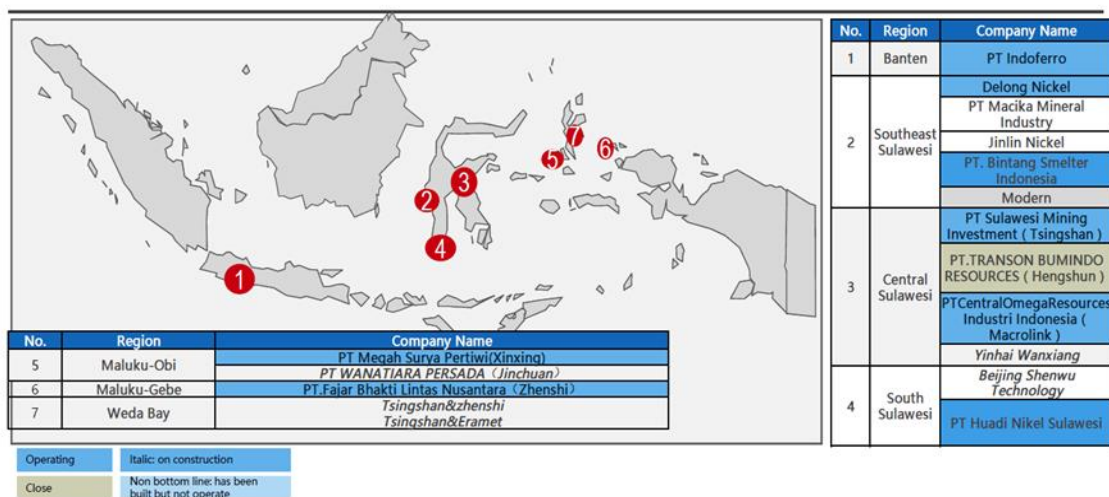 No. Region Company Name
1 Banten PT Indoferro
2 Southeast Sulawesi Delong Nickel
PT Macika Mineral
Industry
Jinlin Nickel
PT. Bintang Smelter
Indonesia
Modern
3 Central Sulawesi PT Sulawesi Mining
Investment ( Tsingshan )
PT.TRANSON BUMINDO
RESOURCES ( Hengshun )
PTCentralOmegaResources
Industri Indonesia (
Macrolink )
Yinhai Wanxiang
4 South Sulawesi Beijing Shenwu
Technology
PT Huadi Nikel Sulawesi
7
6
5
3
2
4
1
No. Region Company Name
5 Maluku-Obi PT Megah Surya Pertiwi(Xinxing)
PT WANATIARA PERSADA（Jinchuan）
6 Maluku-Gebe PT.Fajar Bhakti Lintas Nusantara（Zhenshi）
7 Weda Bay Tsingshan&zhenshi
Tsingshan&Eramet
Operating Italic: on construction
Close Non bottom line: has been
built but not operate